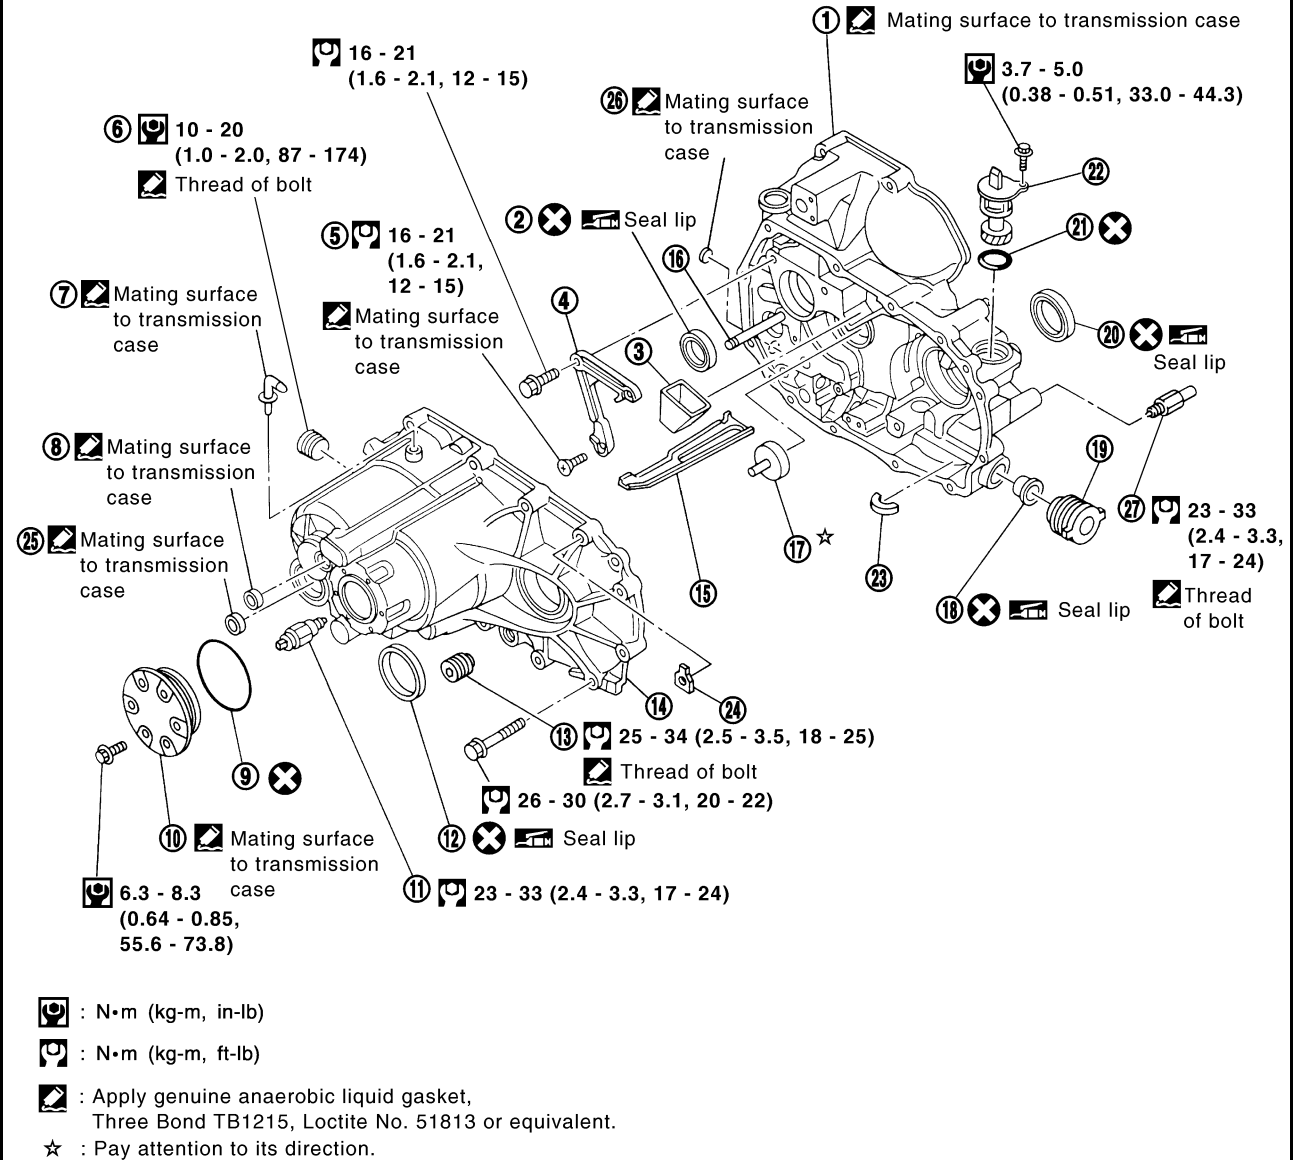 1 Mating surface to transmission case
16 - 21
(1.6 - 2.1, 12 - 15)
3.7 - 5.0
(0.38 - 0.51, 33.0 - 44.3)
26 Mating surface
to transmission
case
6 10 - 20
(1.0 - 2.0, 87 - 174)
Thread of bolt
22
2 Seal lip
21
5 16 - 21
(1.6 - 2.1,
12 - 15)
Mating surface
to transmission
case
16
7 Mating surface
to transmission
case
4
3
20
Seal lip
8 Mating surface
to transmission
case
19
25 Mating surface
to transmission
case
27 23 - 33
(2.4 - 3.3,
17 - 24)
Thread
of bolt
17 ☆
23
15
18 Seal lip
14
24
13 25 - 34 (2.5 - 3.5, 18 - 25)
Thread of bolt
9
26 - 30 (2.7 - 3.1, 20 - 22)
10 Mating surface
to transmission
case
12 Seal lip
11 23 - 33 (2.4 - 3.3, 17 - 24)
6.3 - 8.3
(0.64 - 0.85,
55.6 - 73.8)
: N•m (kg-m, in-lb)
: N•m (kg-m, ft-lb)
: Apply genuine anaerobic liquid gasket,
Three Bond TB1215, Loctite No. 51813 or equivalent.
☆ : Pay attention to its direction.